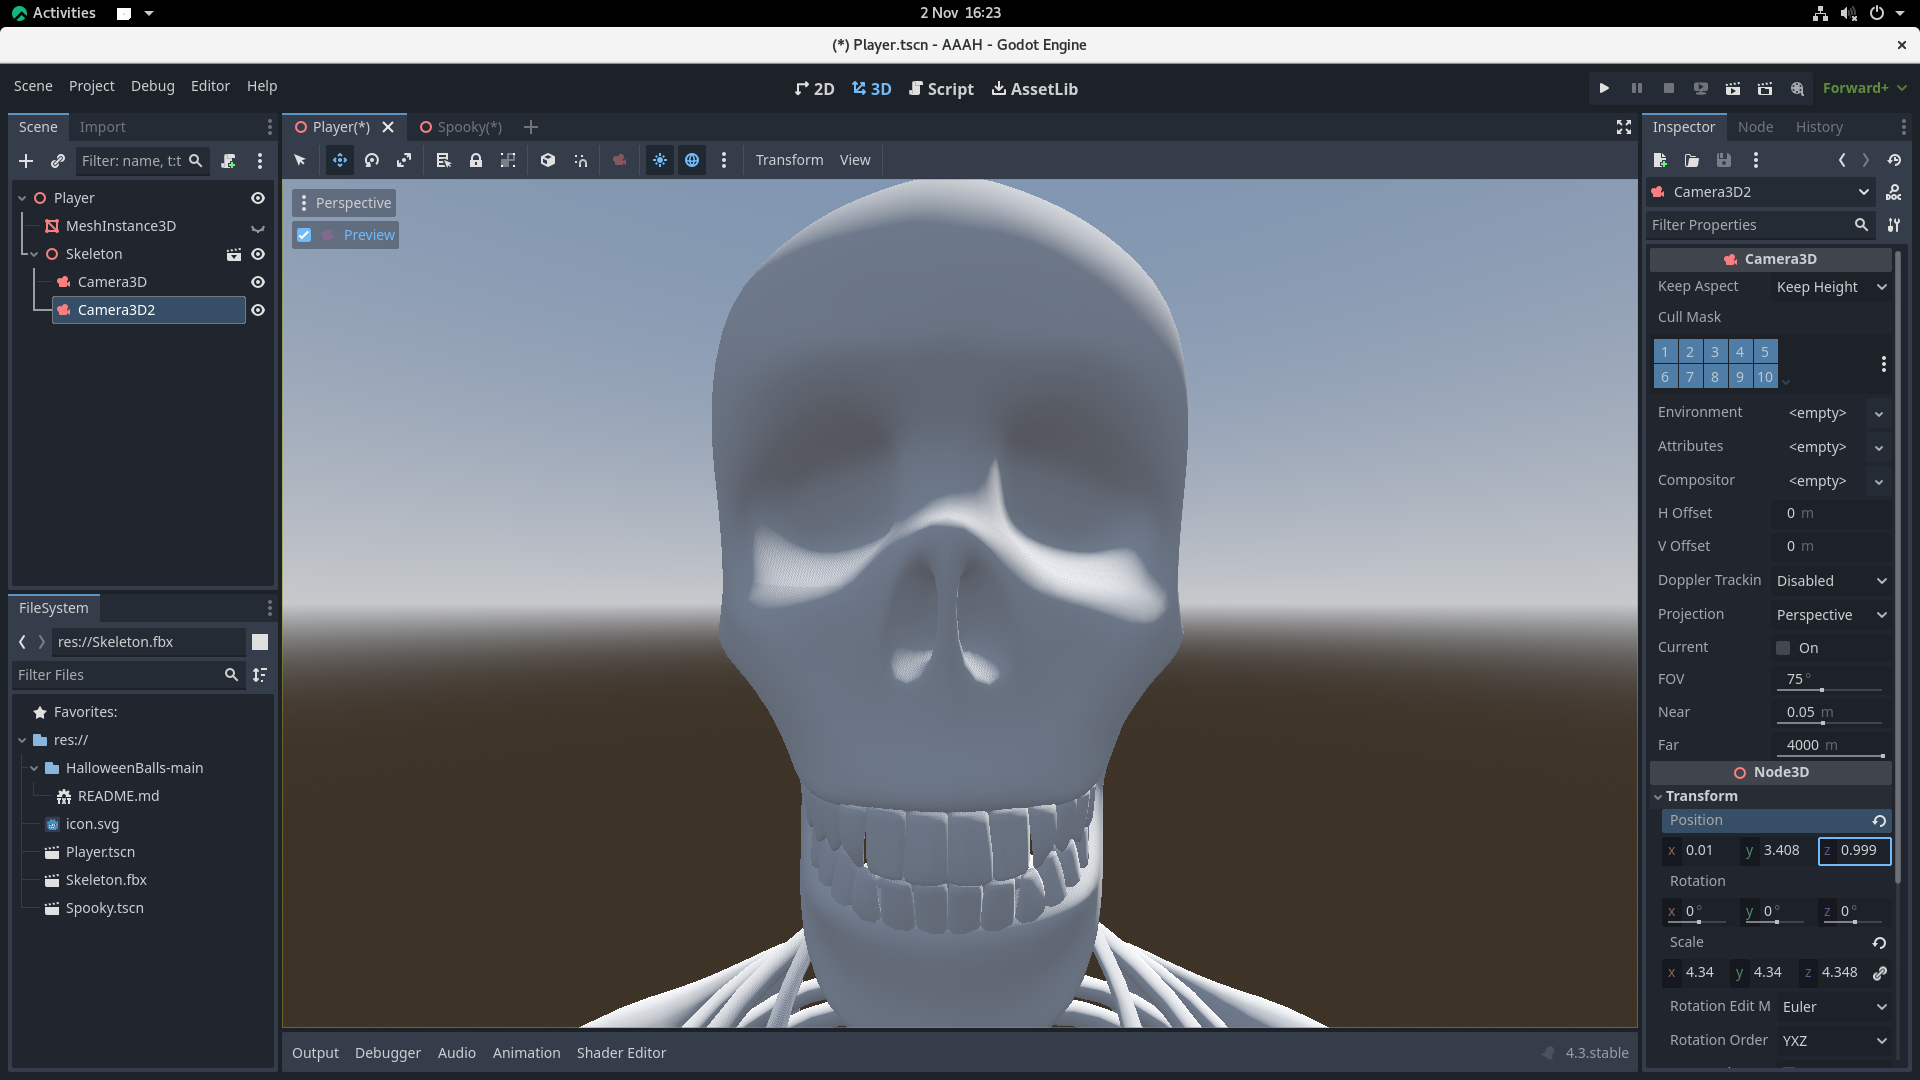 Activities
2 Nov 16:23
(*) Player.tscn - AAAH - Godot Engine
Scene Project Debug Editor Help
2D 3D Script AssetLib
Forward+
Scene Import
Filter: name, t:t
Player
MeshInstance3D
Skeleton
Camera3D
Camera3D2
FileSystem
res://Skeleton.fbx
Filter Files
Favorites:
res://
HalloweenBalls-main
README.md
icon.svg
Player.tscn
Skeleton.fbx
Spooky.tscn
Player(*) Spooky(*)
Transform View
Perspective
Preview
Output Debugger Audio Animation Shader Editor
4.3.stable
Inspector Node History
Camera3D2
Filter Properties
Camera3D
Keep Aspect Keep Height
Cull Mask
1 2 3 4 5
6 7 8 9 10
Environment <empty>
Attributes <empty>
Compositor <empty>
H Offset 0 m
V Offset 0 m
Doppler Trackin Disabled
Projection Perspective
Current On
FOV 75 °
Near 0.05 m
Far 4000 m
Node3D
Transform
Position
x 0.01 y 3.408 z 0.999
Rotation
x 0 ° y 0 ° z 0 °
Scale
x 4.34 y 4.34 z 4.348
Rotation Edit M Euler
Rotation Order YXZ